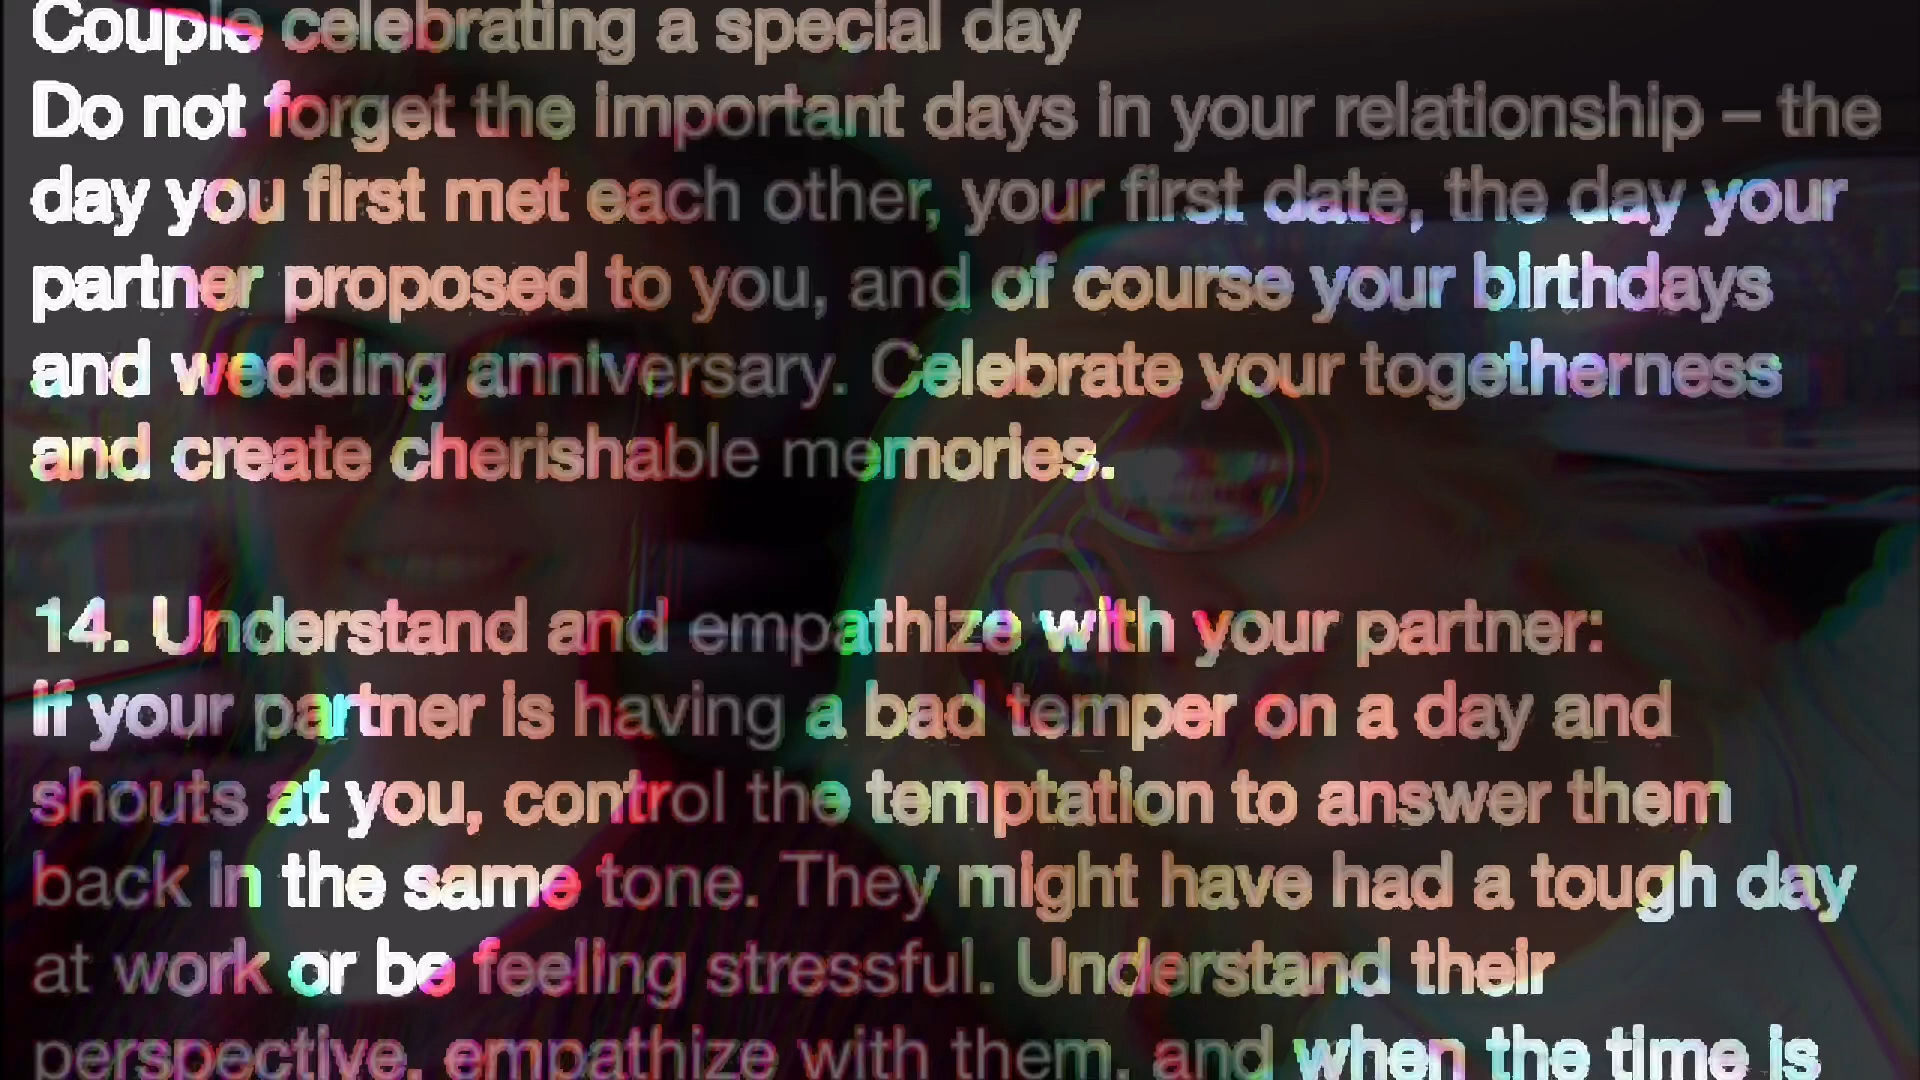 Couple celebrating a special day
Do not forget the important days in your relationship – the
day you first met each other, your first date, the day your
partner proposed to you, and of course your birthdays
and wedding anniversary. Celebrate your togetherness
and create cherishable memories.
14. Understand and empathize with your partner:
If your partner is having a bad temper on a day and
shouts at you, control the temptation to answer them
back in the same tone. They might have had a tough day
at work or be feeling stressful. Understand their
perspective, empathize with them, and when the time is